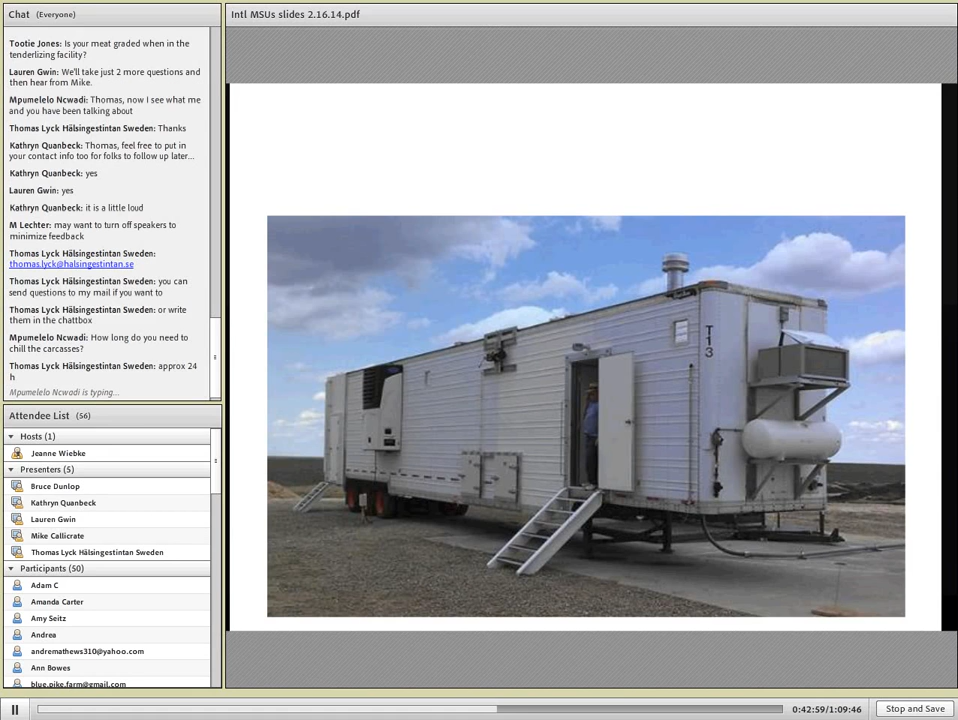 Chat (Everyone)
Intl MSUs slides 2.16.14.pdf
Tootie Jones: Is your meat graded when in the
tenderlizing facility?
Lauren Gwin: We'll take just 2 more questions and
then hear from Mike.
Mpumelelo Ncwadi: Thomas, now I see what me
and you have been talking about
Thomas Lyck Hälsingestintan Sweden: Thanks
Kathryn Quanbeck: Thomas, feel free to put in
your contact info too for folks to follow up later...
Kathryn Quanbeck: yes
Lauren Gwin: yes
Kathryn Quanbeck: it is a little loud
M Lechter: may want to turn off speakers to
minimize feedback
Thomas Lyck Hälsingestintan Sweden:
thomas.lyck@halsingestintan.se
Thomas Lyck Hälsingestintan Sweden: you can
send questions to my mail if you want to
Thomas Lyck Hälsingestintan Sweden: or write
them in the chattbox
Mpumelelo Ncwadi: How long do you need to
chill the carcasses?
Thomas Lyck Hälsingestintan Sweden: approx 24
h
Mpumelelo Ncwadi is typing...
T13
Attendee List (56)
Hosts (1)
Jeanne Wiebke
Presenters (5)
Bruce Dunlop
Kathryn Quanbeck
Lauren Gwin
Mike Callicrate
Thomas Lyck Hälsingestintan Sweden
Participants (50)
Adam C
Amanda Carter
Amy Seitz
Andrea
andremathews310@yahoo.com
Ann Bowes
blue.pike.farm@gmail.com
0:42:59/1:09:46
Stop and Save